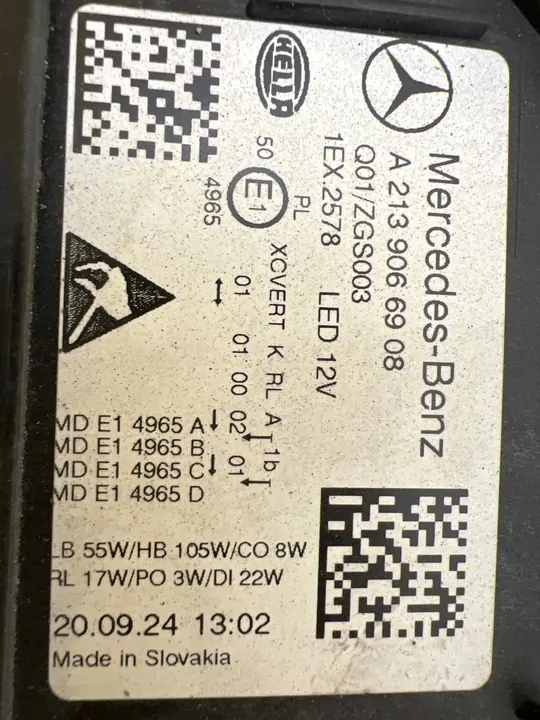 Mercedes-Benz
A 213 906 69 08
Q01/ZGS003
1EX.2578 LED 12V
HELLA
PL
50
E1
4965
XCVERT K RL A 1b
01 01 00 02 01
MD E1 4965 A
MD E1 4965 B
MD E1 4965 C
MD E1 4965 D
LB 55W/HB 105W/CO 8W
RL 17W/PO 3W/DI 22W
20.09.24 13:02
Made in Slovakia